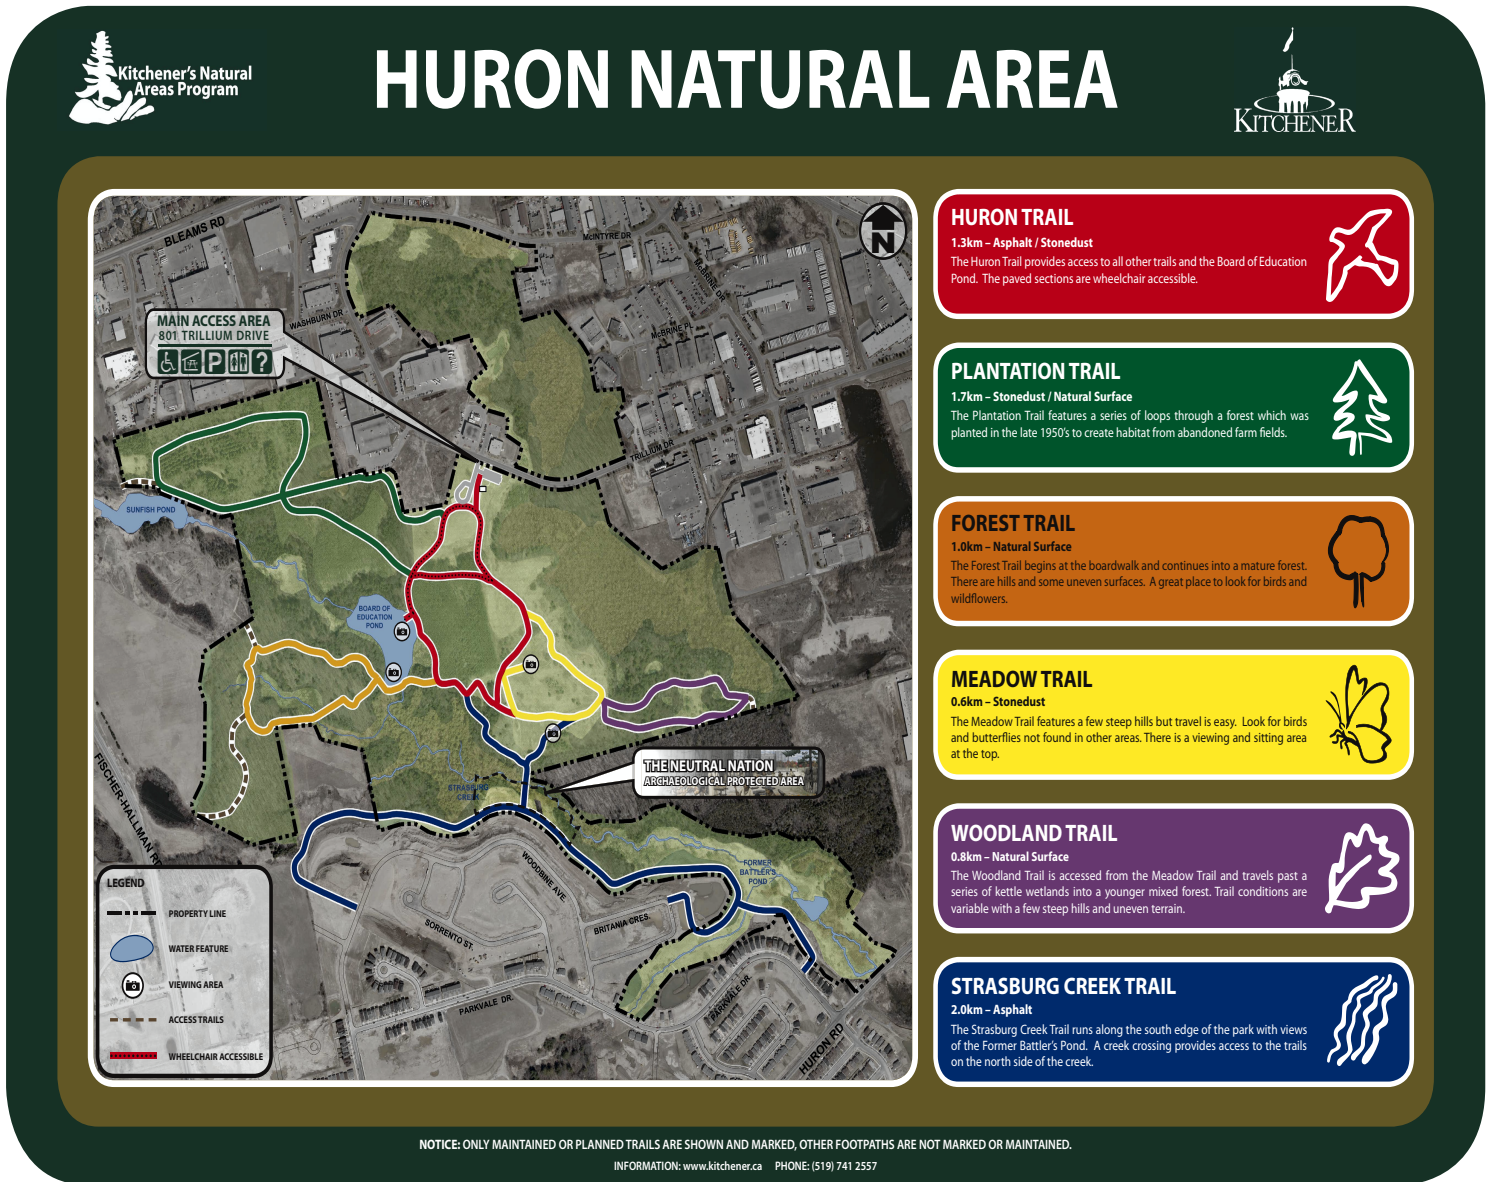 Kitchener's Natural
Areas Program
HURON NATURAL AREA
KITCHENER
BLEAMS RD
McINTYRE DR
McBRINE DR
WASHBURN DR
McBRINE PL
MAIN ACCESS AREA
801 TRILLIUM DRIVE
P
?
N
TRILLIUM DR
SUNFISH POND
BOARD OF
EDUCATION
POND
THE NEUTRAL NATION
ARCHAEOLOGICAL PROTECTED AREA
STRASBURG
CREEK
FISCHER-HALLMAN RD
WOODBINE AVE.
FORMER
BATTLER'S
POND
SORRENTO ST.
BRITANIA CRES.
PARKVALE DR.
PARKVALE DR.
HURON RD
LEGEND
PROPERTY LINE
WATER FEATURE
VIEWING AREA
ACCESS TRAILS
WHEELCHAIR ACCESSIBLE
HURON TRAIL
1.3km – Asphalt / Stonedust
The Huron Trail provides access to all other trails and the Board of Education
Pond. The paved sections are wheelchair accessible.
PLANTATION TRAIL
1.7km – Stonedust / Natural Surface
The Plantation Trail features a series of loops through a forest which was
planted in the late 1950's to create habitat from abandoned farm fields.
FOREST TRAIL
1.0km – Natural Surface
The Forest Trail begins at the boardwalk and continues into a mature forest.
There are hills and some uneven surfaces. A great place to look for birds and
wildflowers.
MEADOW TRAIL
0.6km – Stonedust
The Meadow Trail features a few steep hills but travel is easy. Look for birds
and butterflies not found in other areas. There is a viewing and sitting area
at the top.
WOODLAND TRAIL
0.8km – Natural Surface
The Woodland Trail is accessed from the Meadow Trail and travels past a
series of kettle wetlands into a younger mixed forest. Trail conditions are
variable with a few steep hills and uneven terrain.
STRASBURG CREEK TRAIL
2.0km – Asphalt
The Strasburg Creek Trail runs along the south edge of the park with views
of the Former Battler's Pond. A creek crossing provides access to the trails
on the north side of the creek.
NOTICE: ONLY MAINTAINED OR PLANNED TRAILS ARE SHOWN AND MARKED, OTHER FOOTPATHS ARE NOT MARKED OR MAINTAINED.
INFORMATION: www.kitchener.ca PHONE: (519) 741 2557